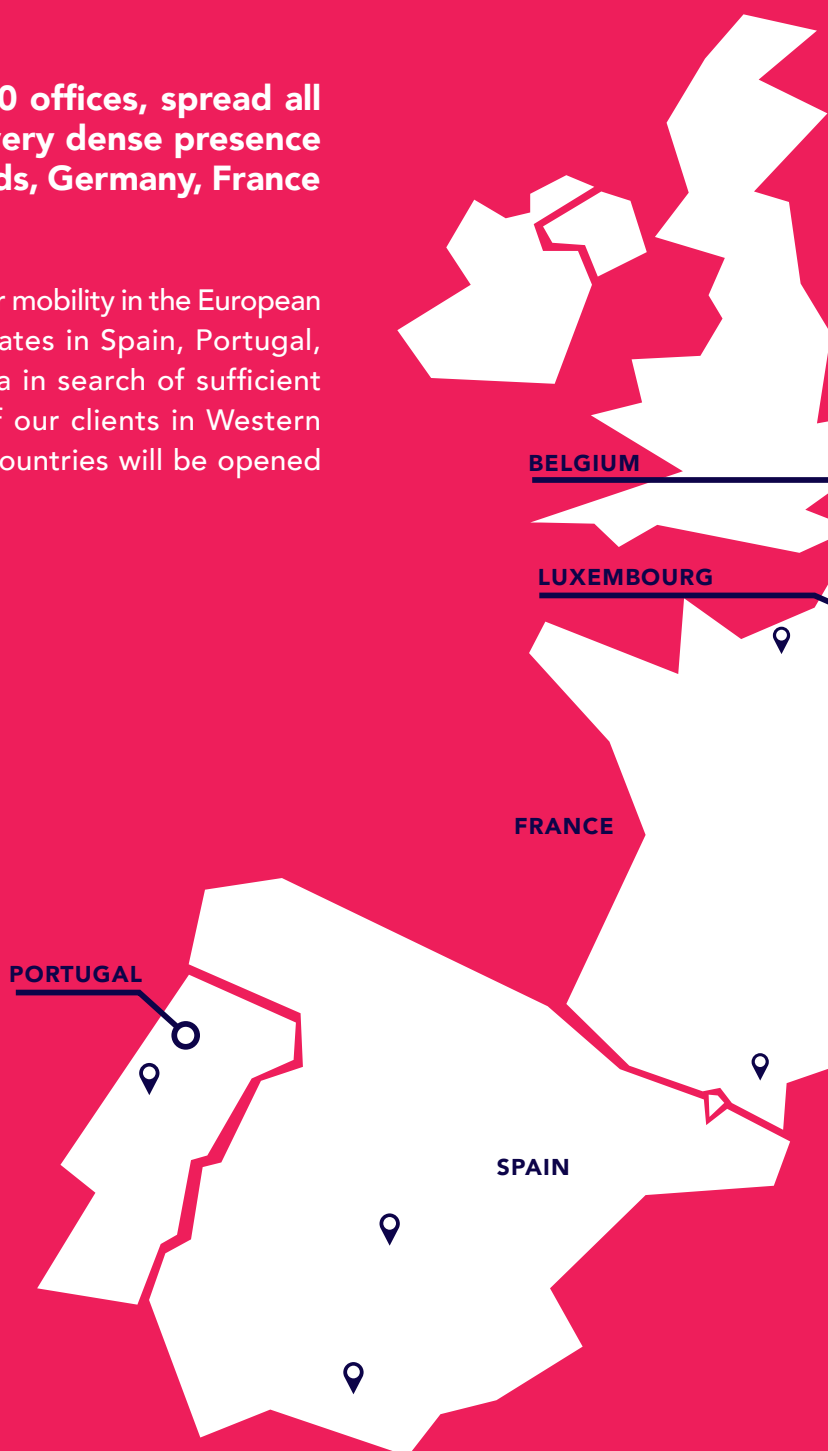 0 offices, spread all
very dense presence
ds, Germany, France
r mobility in the European
ates in Spain, Portugal,
a in search of sufficient
f our clients in Western
ountries will be opened
BELGIUM
LUXEMBOURG
FRANCE
PORTUGAL
SPAIN